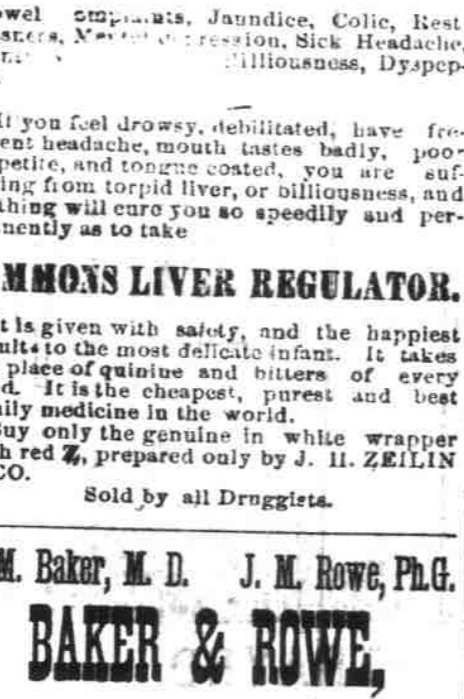 owel complaints, Jaundice, Colic, Rest
Depression, Sick Headache,
Billiousness, Dyspep-
If you feel drowsy, debilitated, have fre-
ent headache, mouth tastes badly, poor
petite, and tongue coated, you are suf-
ing from torpid liver, or billiousness, and
thing will cure you so speedily and per-
nently as to take
MMONS LIVER REGULATOR.
t is given with safety, and the happiest
ults to the most delicate infant. It takes
place of quinine and bitters of every
d. It is the cheapest, purest and best
ily medicine in the world.
Buy only the genuine in white wrapper
h red Z, prepared only by J. H. ZEILIN
CO.
Sold by all Druggists.
M. Baker, M. D. J. M. Rowe, Ph.G.
BAKER & ROWE,